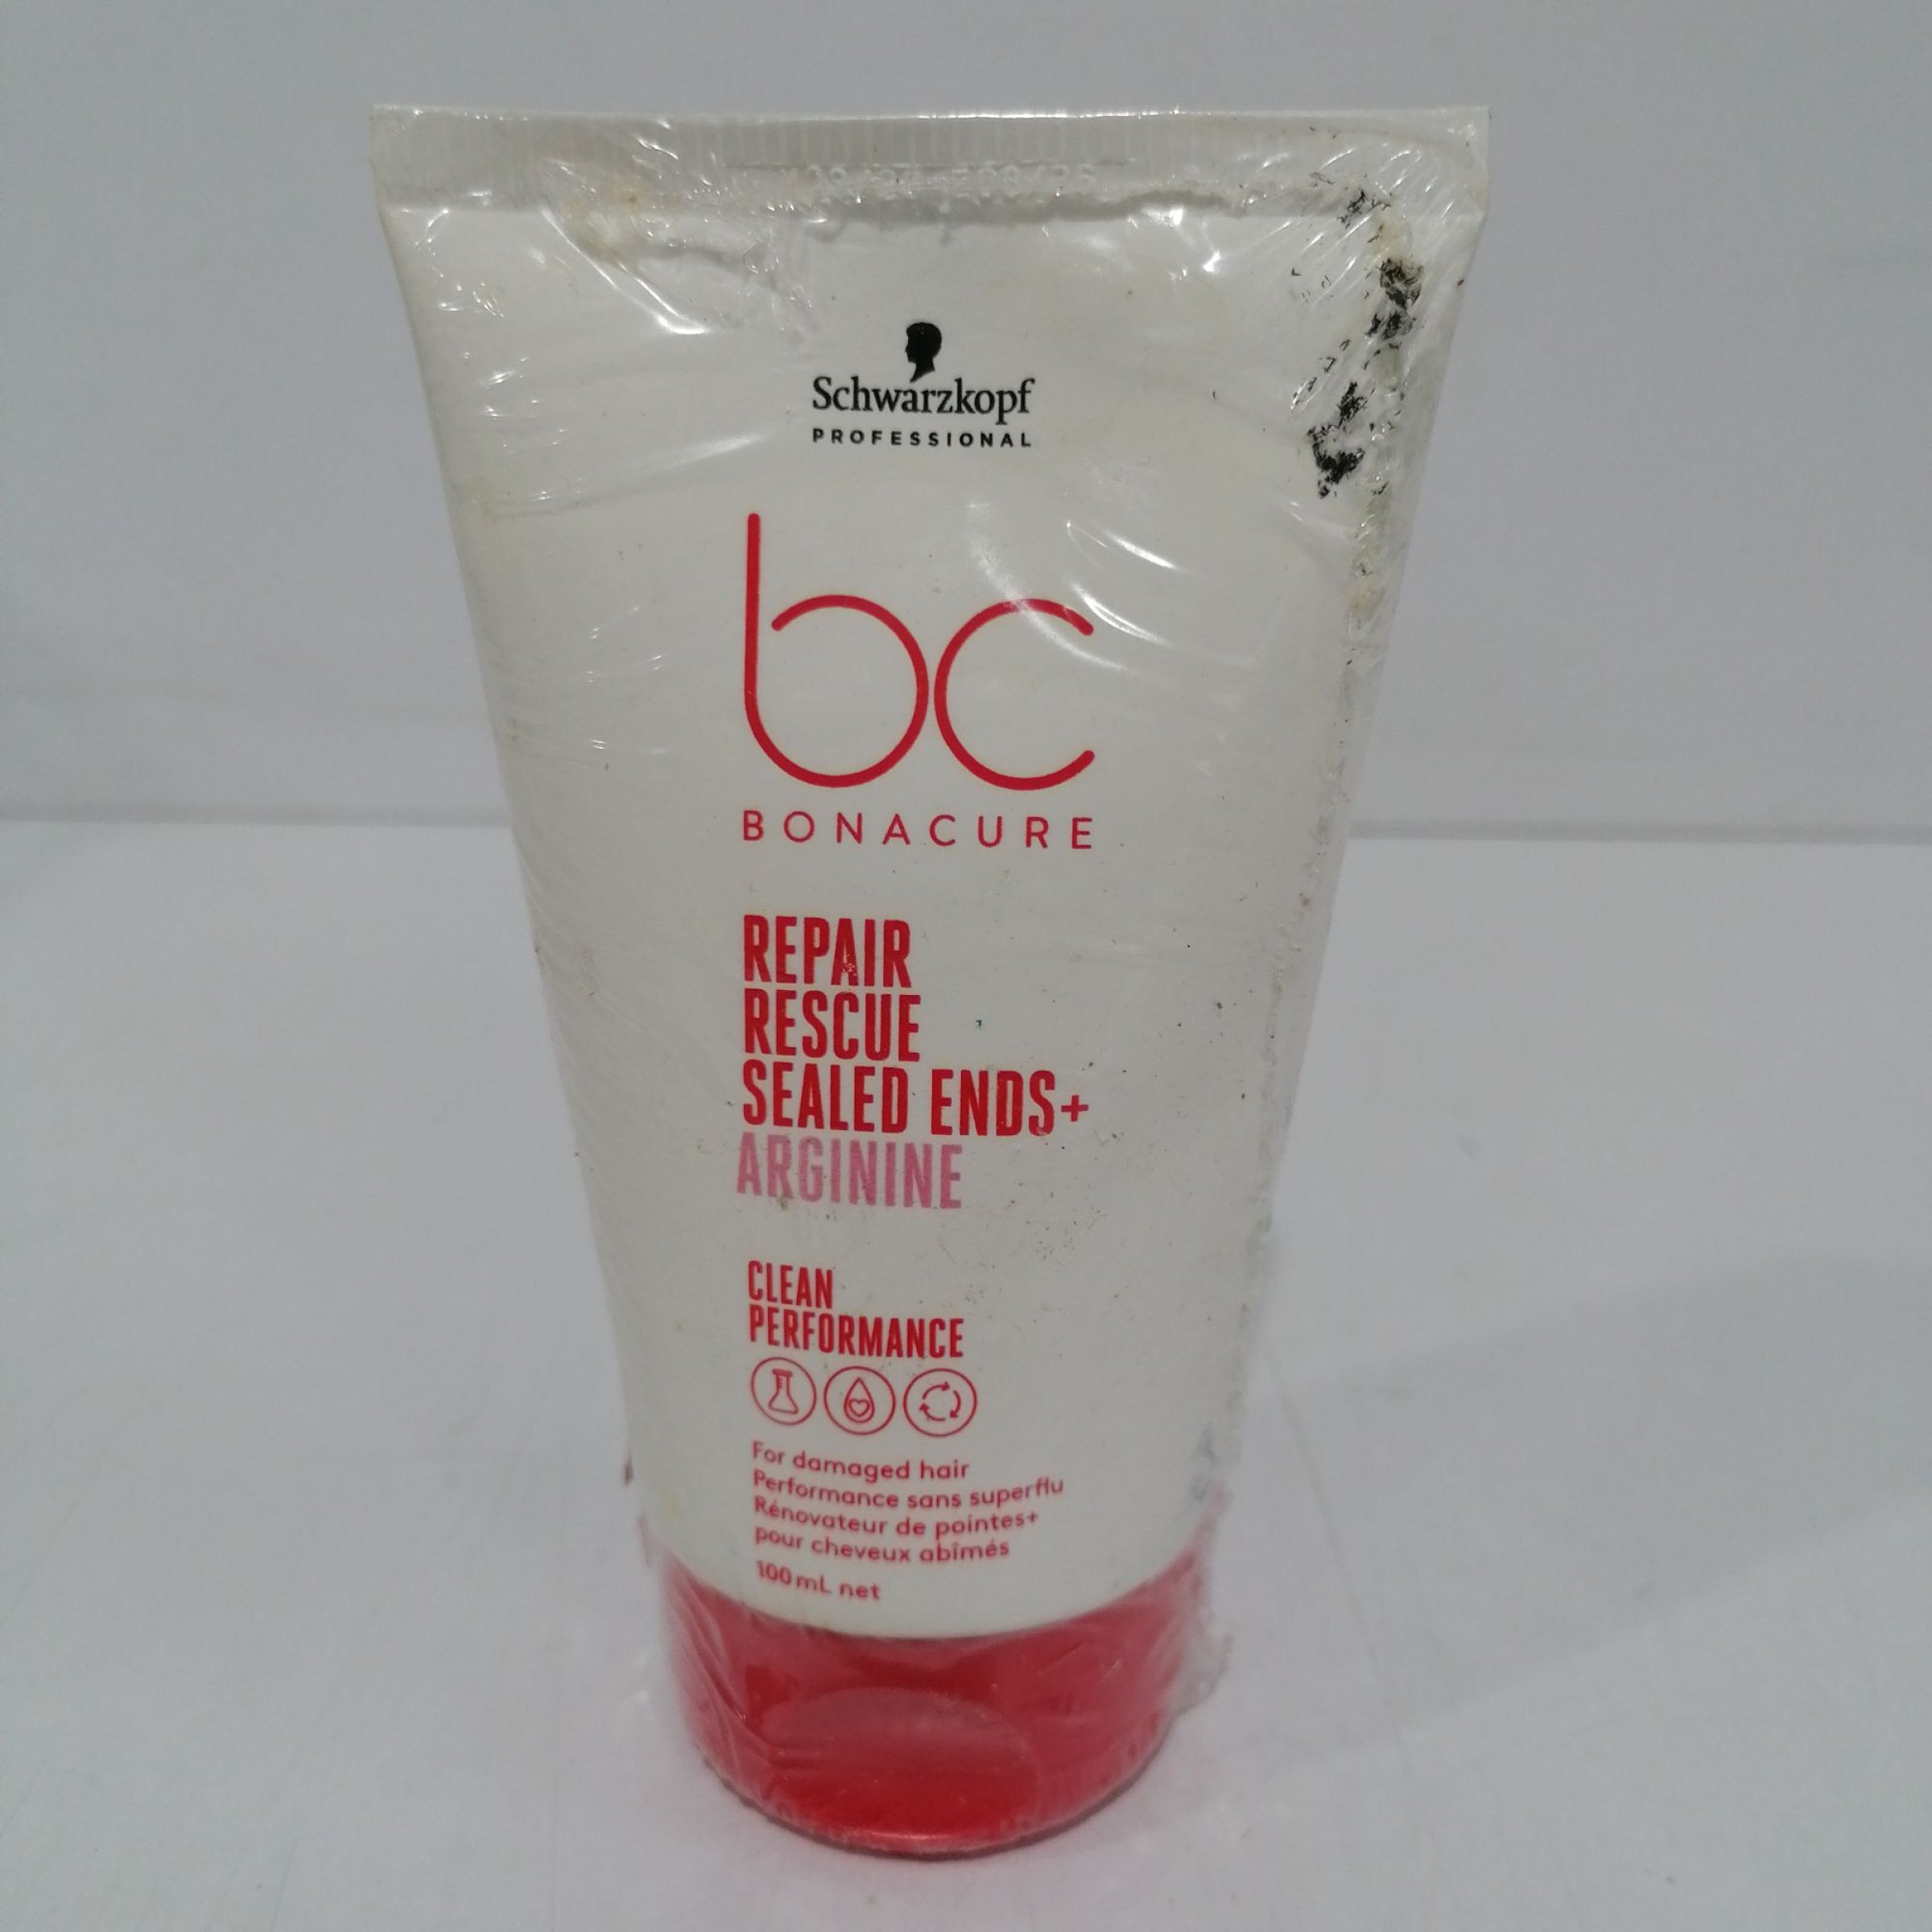 Schwarzkopf
PROFESSIONAL
bc
BONACURE
REPAIR
RESCUE
SEALED ENDS+
ARGININE
CLEAN
PERFORMANCE
For damaged hair
Performance sans superflu
Rénovateur de pointes+
pour cheveux abîmés
100 mL net